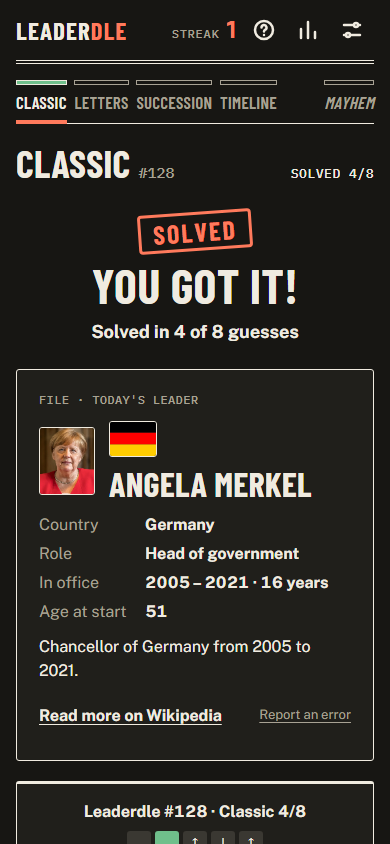 LEADERDLE
STREAK 1
CLASSIC LETTERS SUCCESSION TIMELINE MAYHEM
CLASSIC #128 SOLVED 4/8
SOLVED
YOU GOT IT!
Solved in 4 of 8 guesses
FILE · TODAY'S LEADER
ANGELA MERKEL
Country Germany
Role Head of government
In office 2005 – 2021 · 16 years
Age at start 51
Chancellor of Germany from 2005 to
2021.
Read more on Wikipedia Report an error
Leaderdle #128 · Classic 4/8